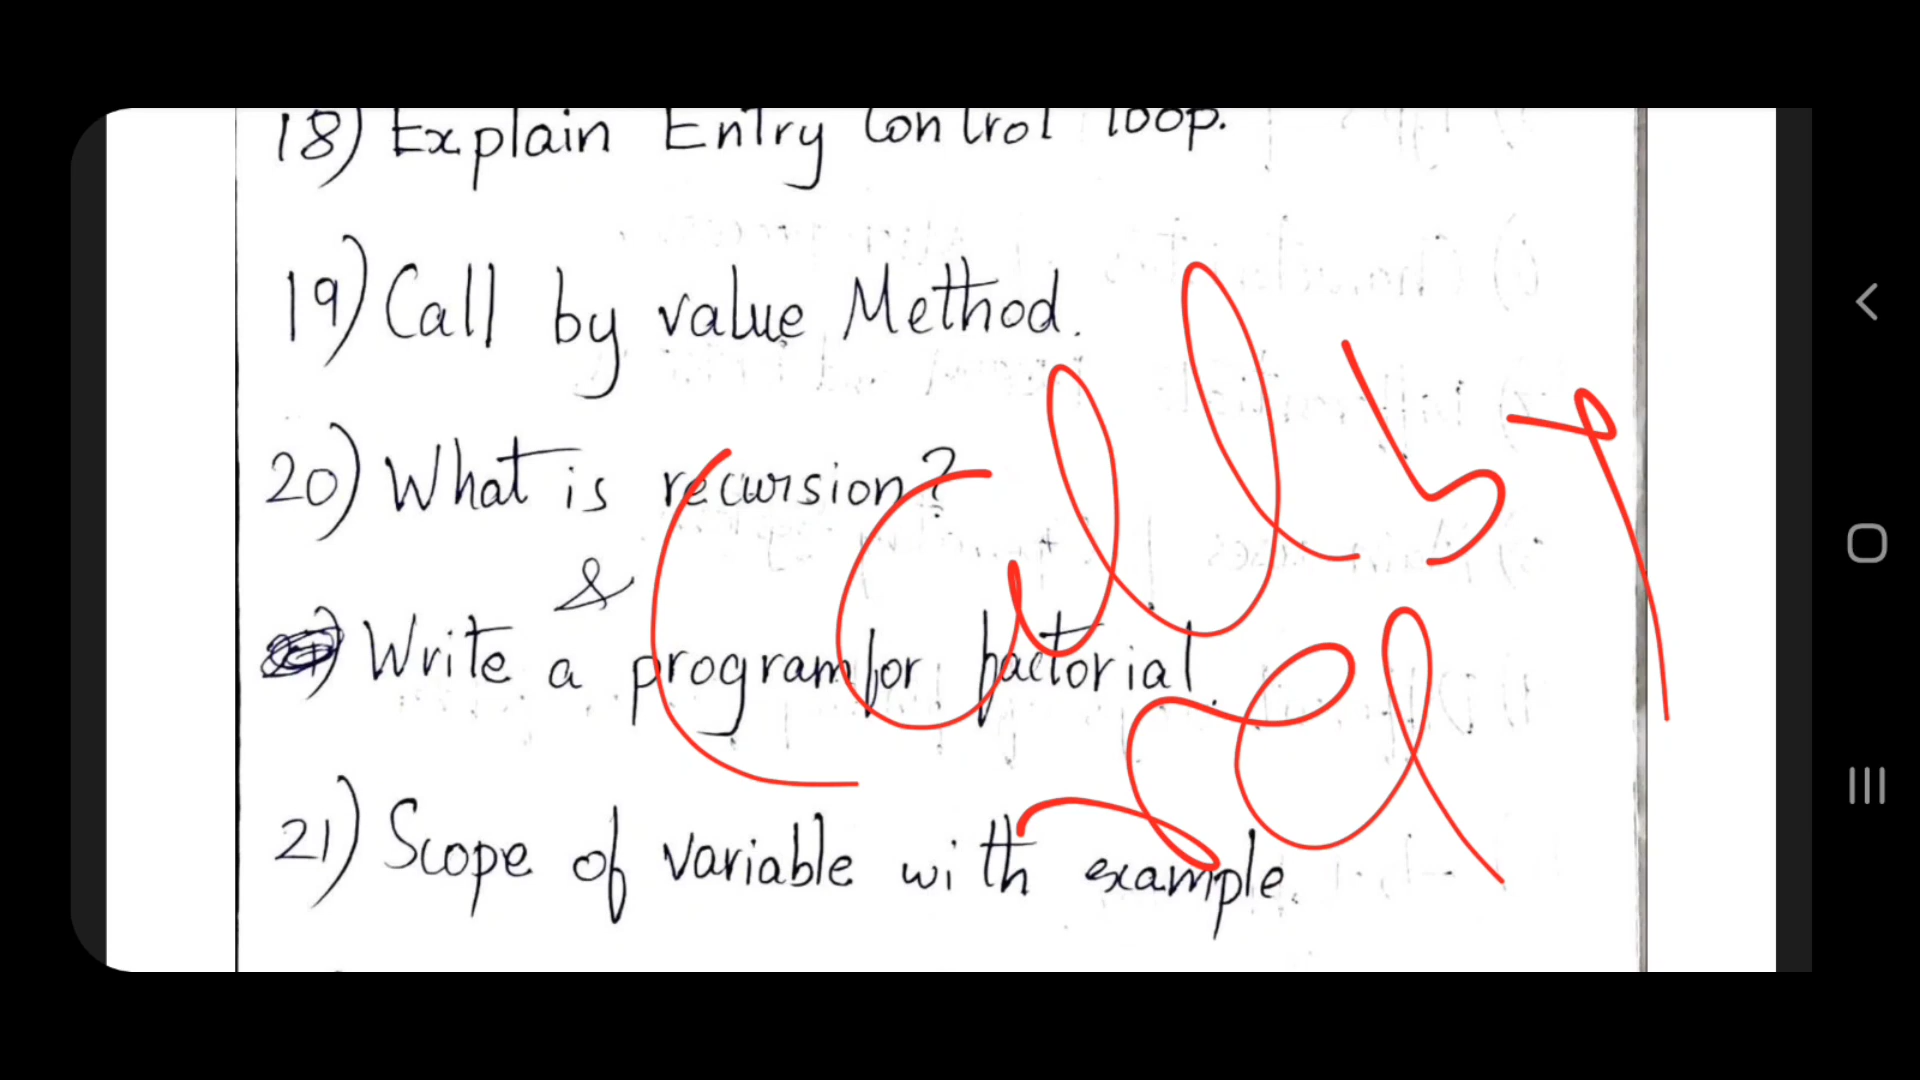 18) Explain Entry Control loop.
19) Call by value Method.
Call by
20) What is recursion?
&
Write a program for factorial.
ref
21) Scope of variable with example.